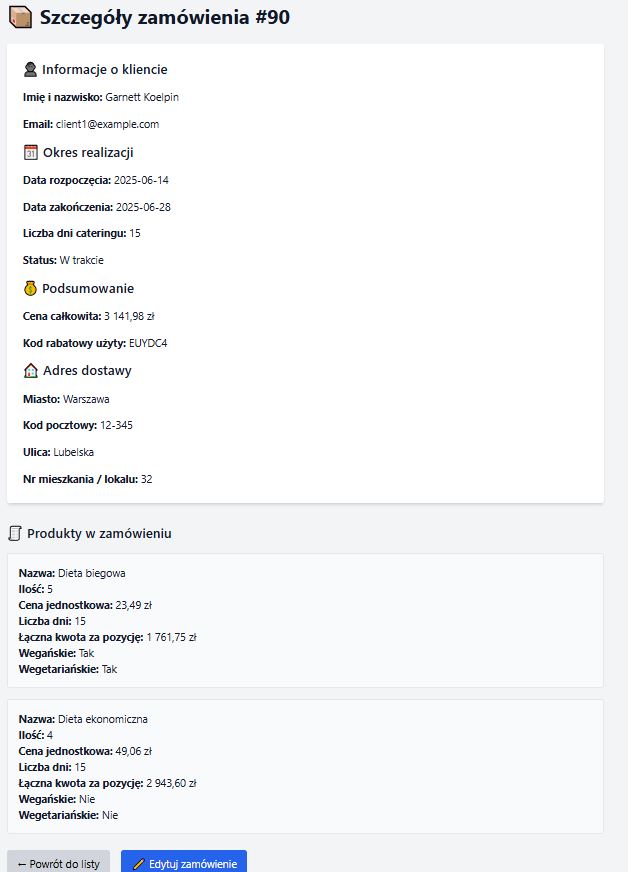 Szczegóły zamówienia #90
Informacje o kliencie
Imię i nazwisko: Garnett Koelpin
Email: client1@example.com
Okres realizacji
Data rozpoczęcia: 2025-06-14
Data zakończenia: 2025-06-28
Liczba dni cateringu: 15
Status: W trakcie
Podsumowanie
Cena całkowita: 3 141,98 zł
Kod rabatowy użyty: EUYDC4
Adres dostawy
Miasto: Warszawa
Kod pocztowy: 12-345
Ulica: Lubelska
Nr mieszkania / lokalu: 32
Produkty w zamówieniu
Nazwa: Dieta biegowa
Ilość: 5
Cena jednostkowa: 23,49 zł
Liczba dni: 15
Łączna kwota za pozycję: 1 761,75 zł
Wegańskie: Tak
Wegetariańskie: Tak
Nazwa: Dieta ekonomiczna
Ilość: 4
Cena jednostkowa: 49,06 zł
Liczba dni: 15
Łączna kwota za pozycję: 2 943,60 zł
Wegańskie: Nie
Wegetariańskie: Nie
← Powrót do listy
Edytuj zamówienie